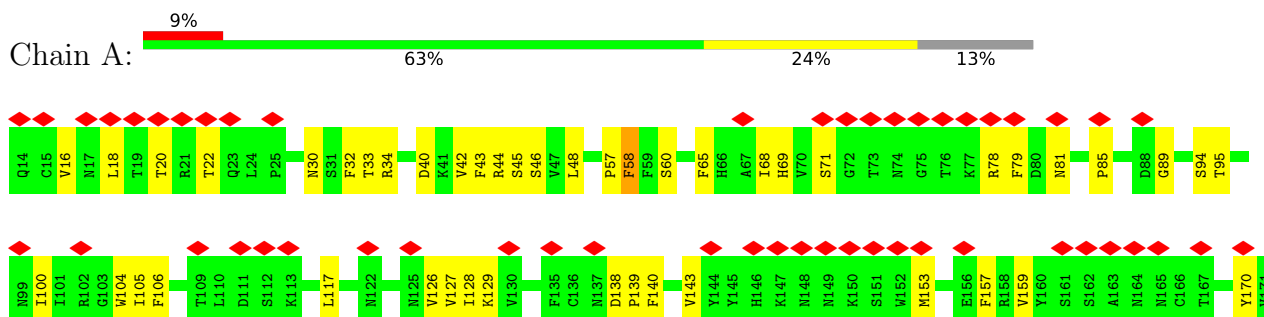 9%
Chain A:
63% 24% 13%
Q14 C15 V16 N17 L18 T19 T20 R21 T22 Q23 L24 P25 N30 S31 F32 T33 R34 D40 K41 V42 F43 R44 S45 S46 V47 L48 P57 F58 F59 S60 F65 H66 A67 I68 H69 V70 S71 G72 T73 N74 G75 T76 K77 R78 F79 D80 N81 P85 D88 G89 S94 T95
N99 T100 I101 R102 G103 W104 I105 F106 T109 L110 D111 S112 K113 L117 N122 N125 V126 V127 I128 K129 V130 F135 C136 N137 D138 P139 F140 V143 Y144 Y145 H146 K147 N148 N149 K150 S151 W152 M153 E156 F157 R158 V159 Y160 S161 S162 A163 N164 N165 C166 T167 Y170 V171